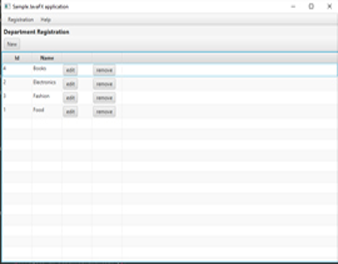 Sample JavaFX application
Registration Help
Department Registration
New
Id Name
4 Books edit remove
2 Electronics edit remove
3 Fashion edit remove
1 Food edit remove